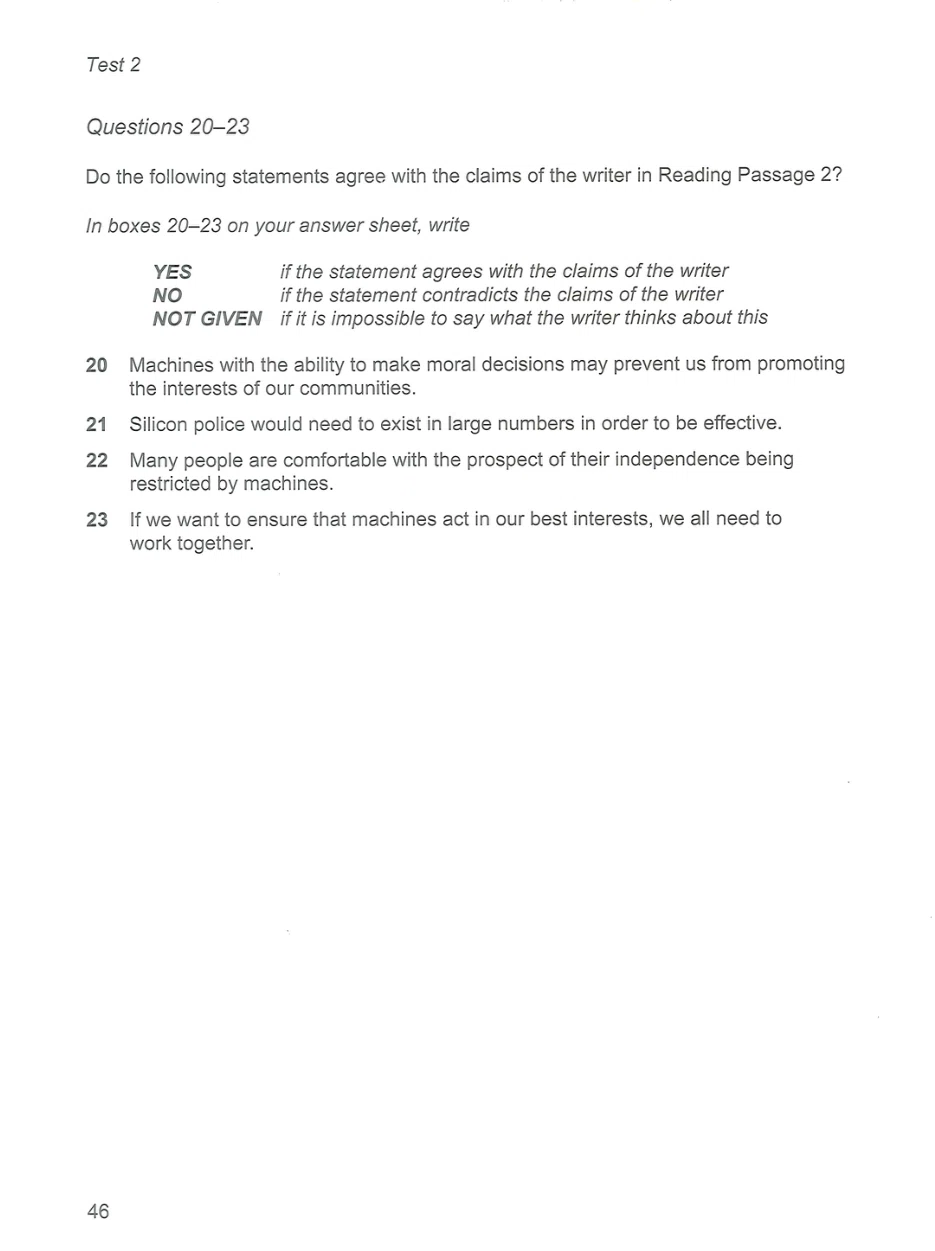 Test 2
Questions 20–23
Do the following statements agree with the claims of the writer in Reading Passage 2?
In boxes 20–23 on your answer sheet, write
YES if the statement agrees with the claims of the writer
NO if the statement contradicts the claims of the writer
NOT GIVEN if it is impossible to say what the writer thinks about this
20 Machines with the ability to make moral decisions may prevent us from promoting
the interests of our communities.
21 Silicon police would need to exist in large numbers in order to be effective.
22 Many people are comfortable with the prospect of their independence being
restricted by machines.
23 If we want to ensure that machines act in our best interests, we all need to
work together.
46